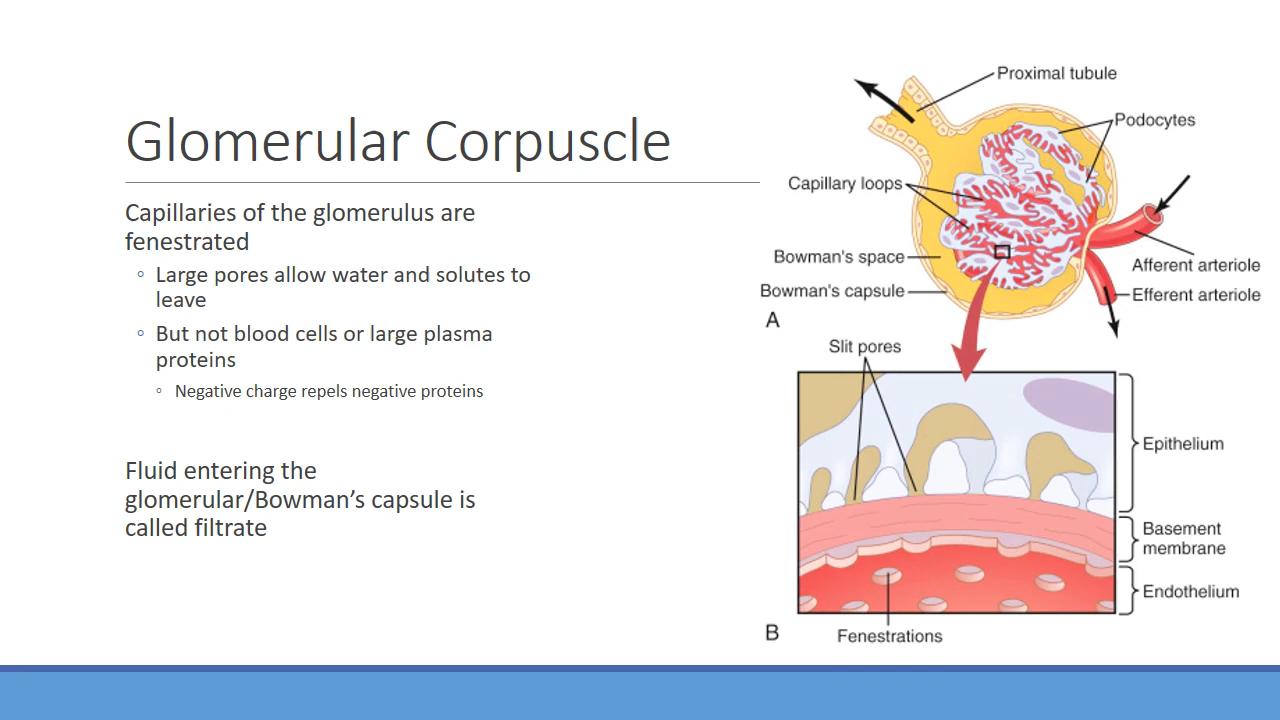 Glomerular Corpuscle
Capillaries of the glomerulus are
fenestrated
◦ Large pores allow water and solutes to
leave
◦ But not blood cells or large plasma
proteins
◦ Negative charge repels negative proteins
Fluid entering the
glomerular/Bowman’s capsule is
called filtrate
Proximal tubule
Podocytes
Capillary loops
Bowman's space
Afferent arteriole
Bowman's capsule
Efferent arteriole
A
Slit pores
Epithelium
Basement
membrane
Endothelium
B
Fenestrations